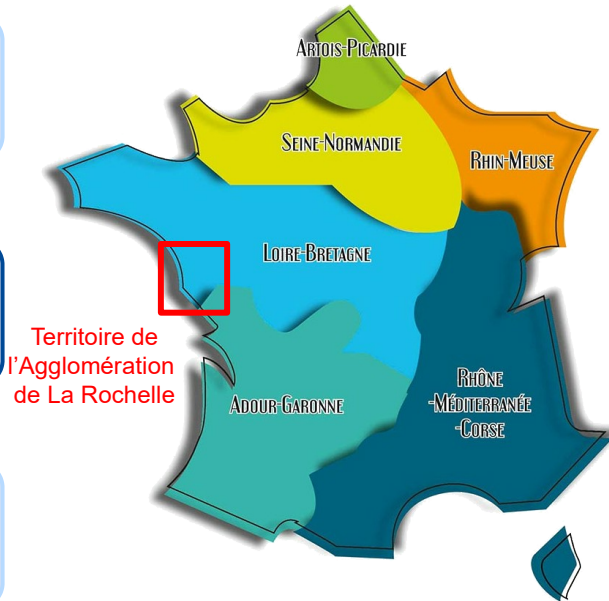 ARTOIS-PICARDIE
SEINE-NORMANDIE
RHIN-MEUSE
LOIRE-BRETAGNE
Territoire de
l'Agglomération
de La Rochelle
ADOUR-GARONNE
RHÔNE
-MÉDITERRANÉE
-CORSE